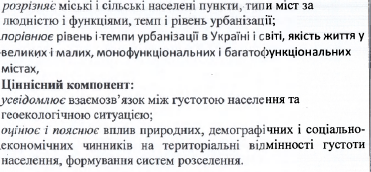 розрізняє міські і сільські населені пункти, типи міст за
людністю і функціями, темп і рівень урбанізації;
порівнює рівень і темпи урбанізації в Україні і світі, якість життя у
великих і малих, монофункціональних і багатофункціональних
містах,
Ціннісний компонент:
усвідомлює взаємозв'язок між густотою населення та
геоекологічною ситуацією;
оцінює і пояснює вплив природних, демографічних і соціально-
економічних чинників на територіальні відмінності густоти
населення, формування систем розселення.